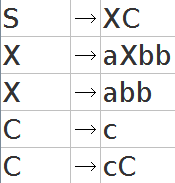 S → XC
X → aXbb
X → abb
C → c
C → cC